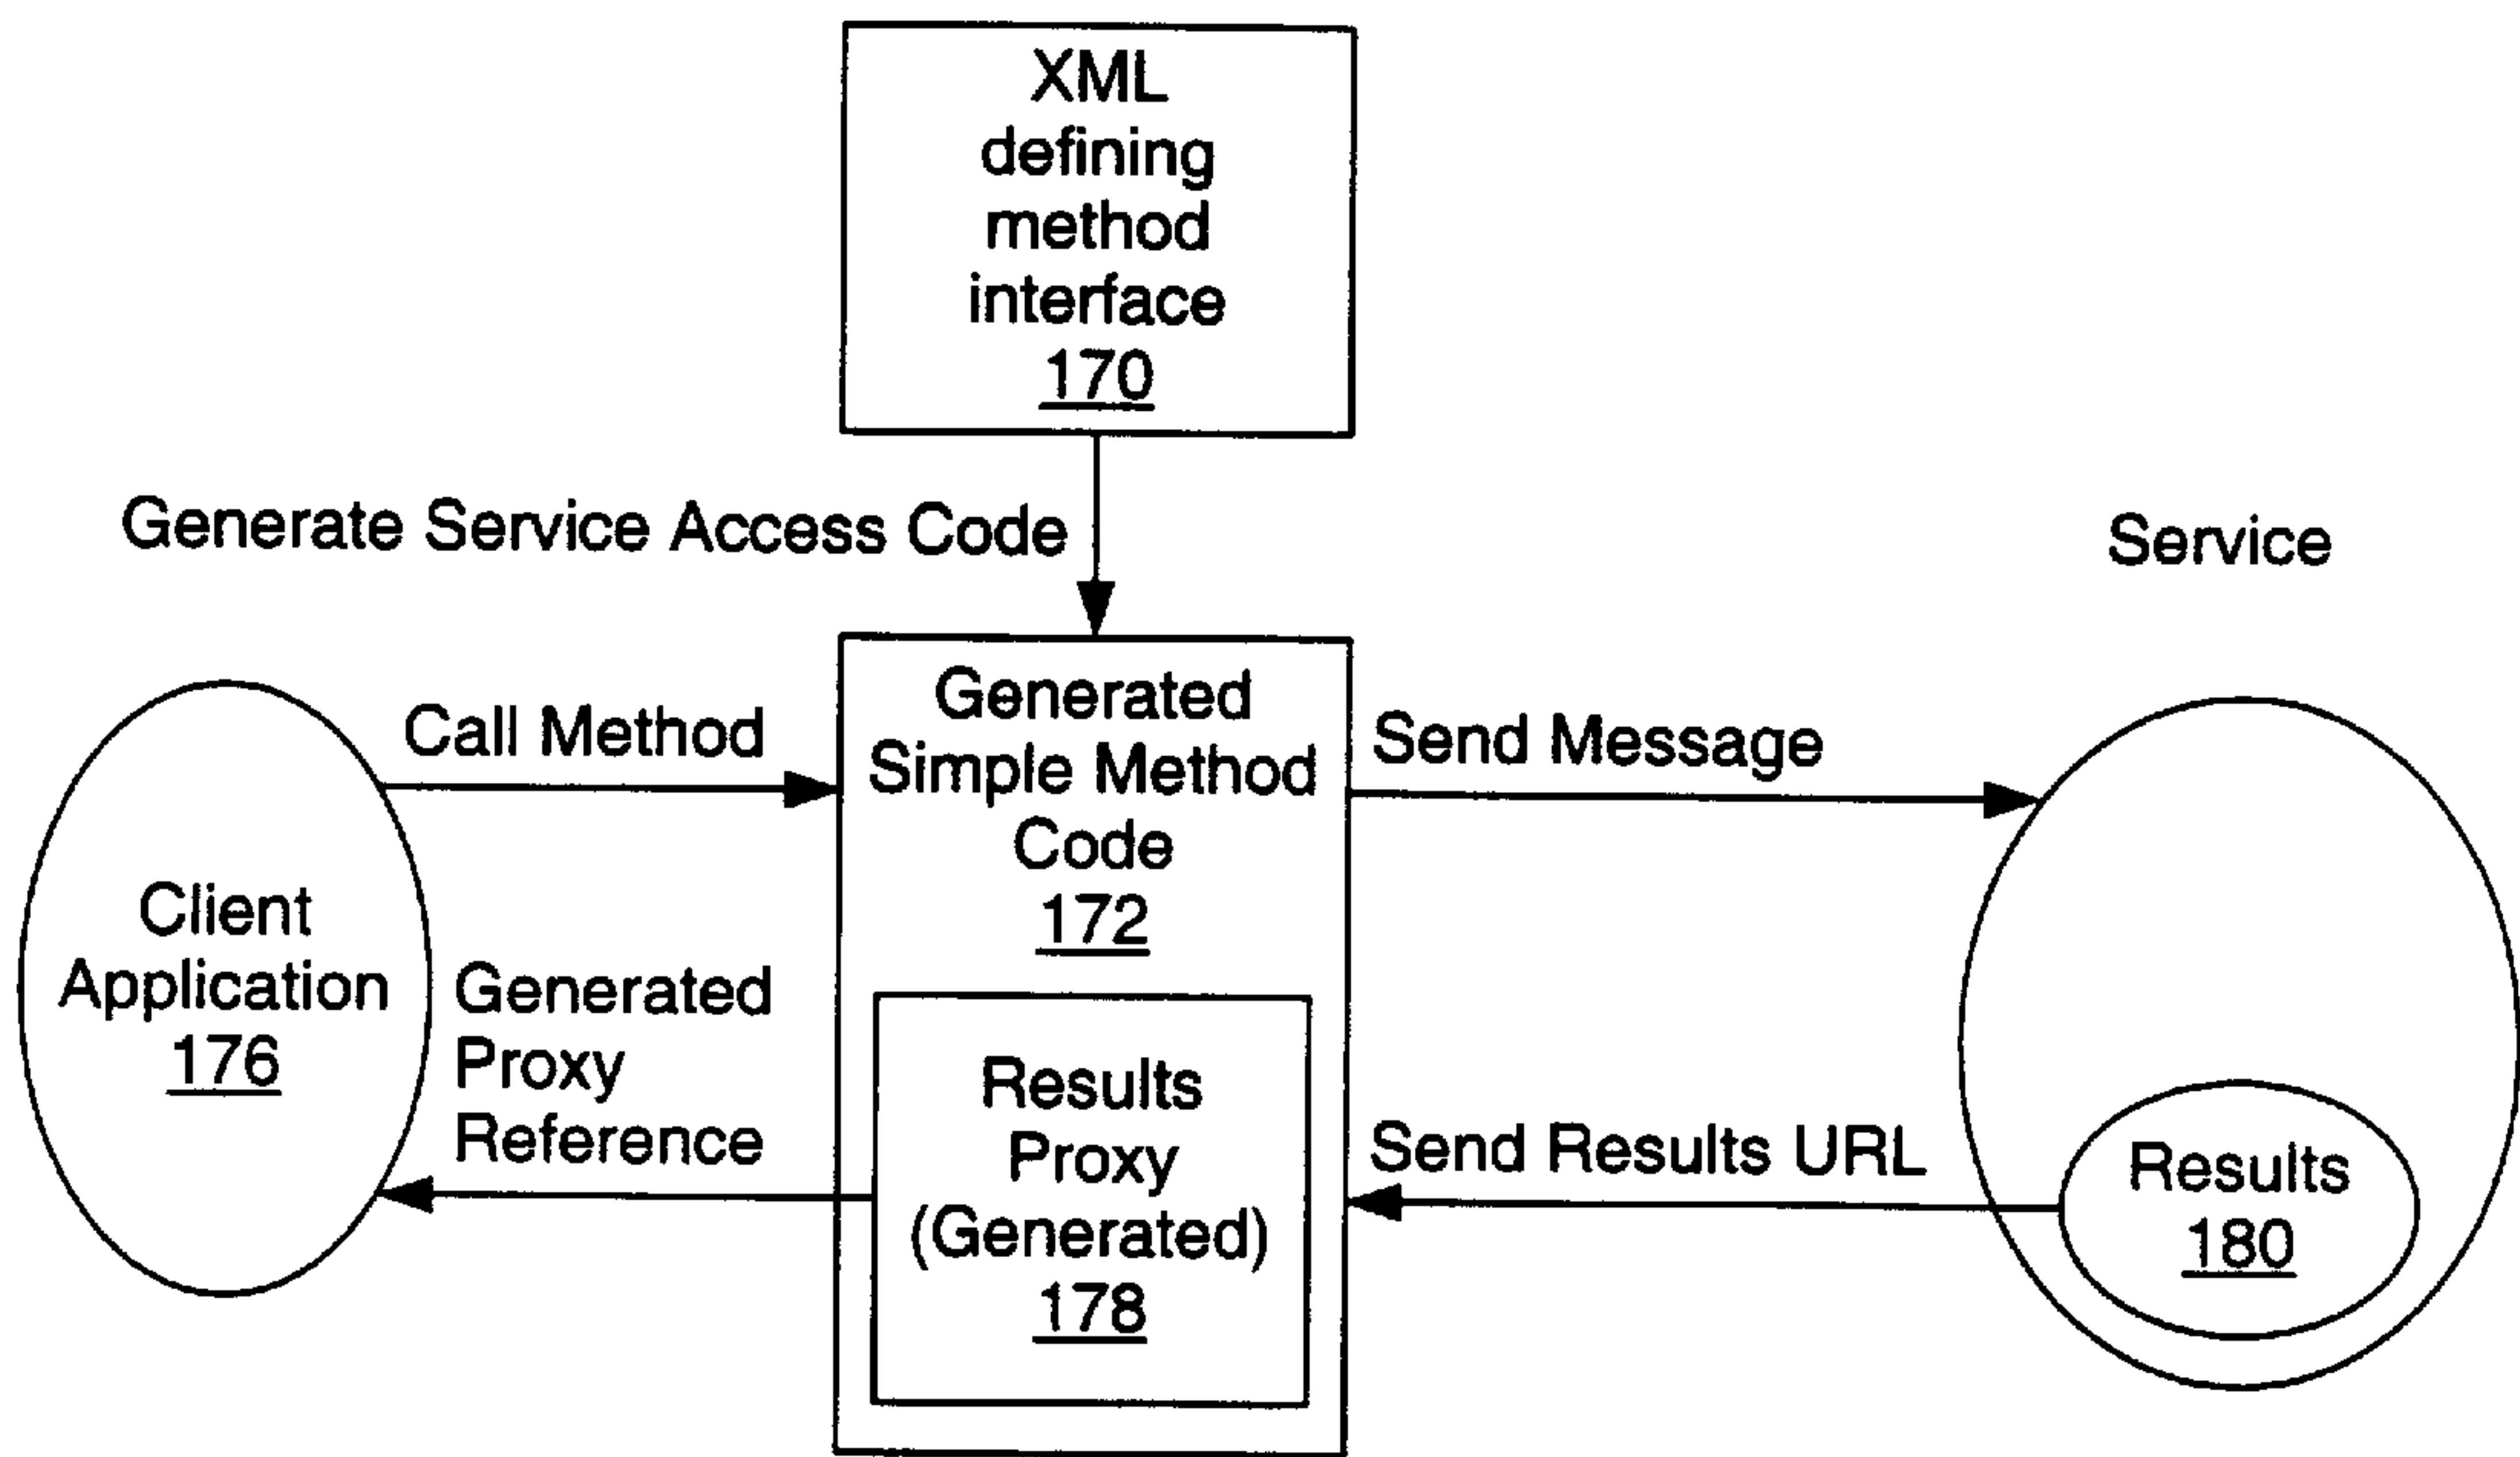 XML
defining
method
interface
170
Generate Service Access Code
Service
Call Method
Generated
Simple Method
Code
172
Send Message
Client
Application
176
Generated
Proxy
Reference
Results
Proxy
(Generated)
178
Send Results URL
Results
180